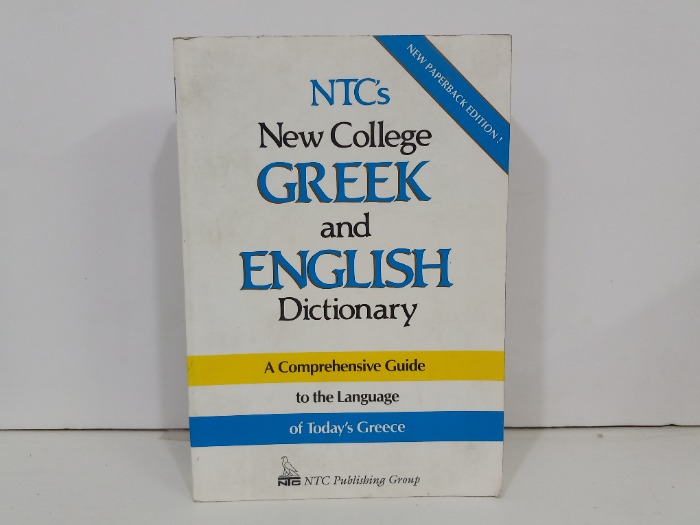 NEW PAPERBACK EDITION!
NTC's
New College
GREEK
and
ENGLISH
Dictionary
A Comprehensive Guide
to the Language
of Today's Greece
NTC NTC Publishing Group